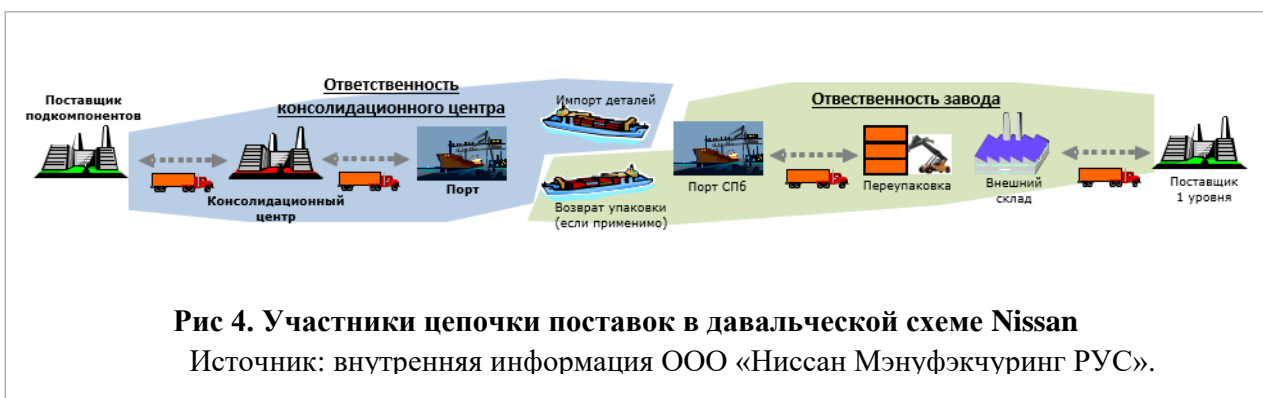 Ответственность
консолидационного центра
Поставщик
подкомпонентов
Импорт деталей
Отвественность завода
Консолидационный
центр
Порт
Возврат упаковки
(если применимо)
Порт СПб
Переупаковка
Внешний
склад
Поставщик
1 уровня
Рис 4. Участники цепочки поставок в давальческой схеме Nissan
Источник: внутренняя информация ООО «Ниссан Мэнуфэкчуринг РУС».